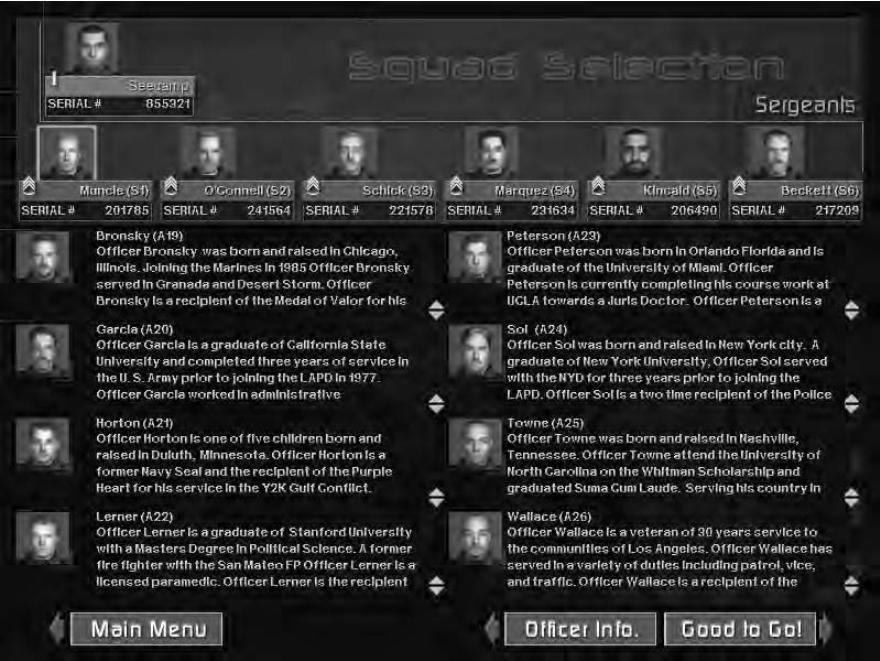 Squad Selection
Seecamp
SERIAL # 855321
Sergeants
Muncie (S1)
SERIAL # 201785
O'Connell (S2)
SERIAL # 241564
Schick (S3)
SERIAL # 221578
Marquez (S4)
SERIAL # 231634
Kincaid (S5)
SERIAL # 206490
Beckett (S6)
SERIAL # 217209
Bronsky (A19)
Officer Bronsky was born and raised in Chicago,
Illinois. Joining the Marines in 1985 Officer Bronsky
served in Granada and Desert Storm. Officer
Bronsky is a recipient of the Medal of Valor for his
Garcia (A20)
Officer Garcia is a graduate of California State
University and completed three years of service in
the U.S. Army prior to joining the LAPD in 1977.
Officer Garcia worked in administrative
Horton (A21)
Officer Horton is one of five children born and
raised in Duluth, Minnesota. Officer Horton is a
former Navy Seal and the recipient of the Purple
Heart for his service in the Y2K Gulf Conflict.
Lerner (A22)
Officer Lerner is a graduate of Stanford University
with a Masters Degree in Political Science. A former
fire fighter with the San Mateo FP Officer Lerner is a
licensed paramedic. Officer Lerner is the recipient
Peterson (A23)
Officer Peterson was born in Orlando Florida and is
graduate of the University of Miami. Officer
Peterson is currently completing his course work at
UCLA towards a Juris Doctor. Officer Peterson is a
Sol (A24)
Officer Sol was born and raised in New York city. A
graduate of New York University, Officer Sol served
with the NYD for three years prior to joining the
LAPD. Officer Sol is a two time recipient of the Police
Towne (A25)
Officer Towne was born and raised in Nashville,
Tennessee. Officer Towne attend the University of
North Carolina on the Whitman Scholarship and
graduated Suma Cum Laude. Serving his country in
Wallace (A26)
Officer Wallace is a veteran of 30 years service to
the communities of Los Angeles. Officer Wallace has
served in a variety of duties including patrol, vice,
and traffic. Officer Wallace is a recipient of the
Main Menu
Officer Info.
Good to Go!